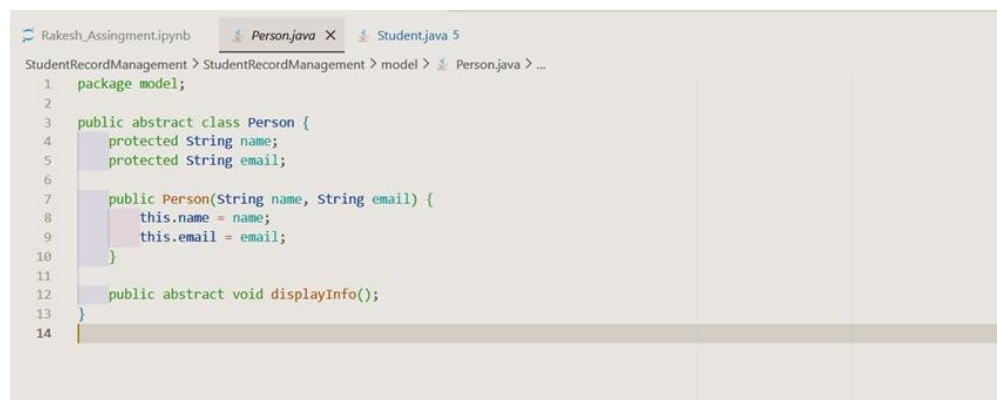 Rakesh_Assingment.ipynb Person.java X Student.java 5
StudentRecordManagement > StudentRecordManagement > model > Person.java > ...
1 package model;
2
3 public abstract class Person {
4     protected String name;
5     protected String email;
6
7     public Person(String name, String email) {
8         this.name = name;
9         this.email = email;
10     }
11
12     public abstract void displayInfo();
13 }
14